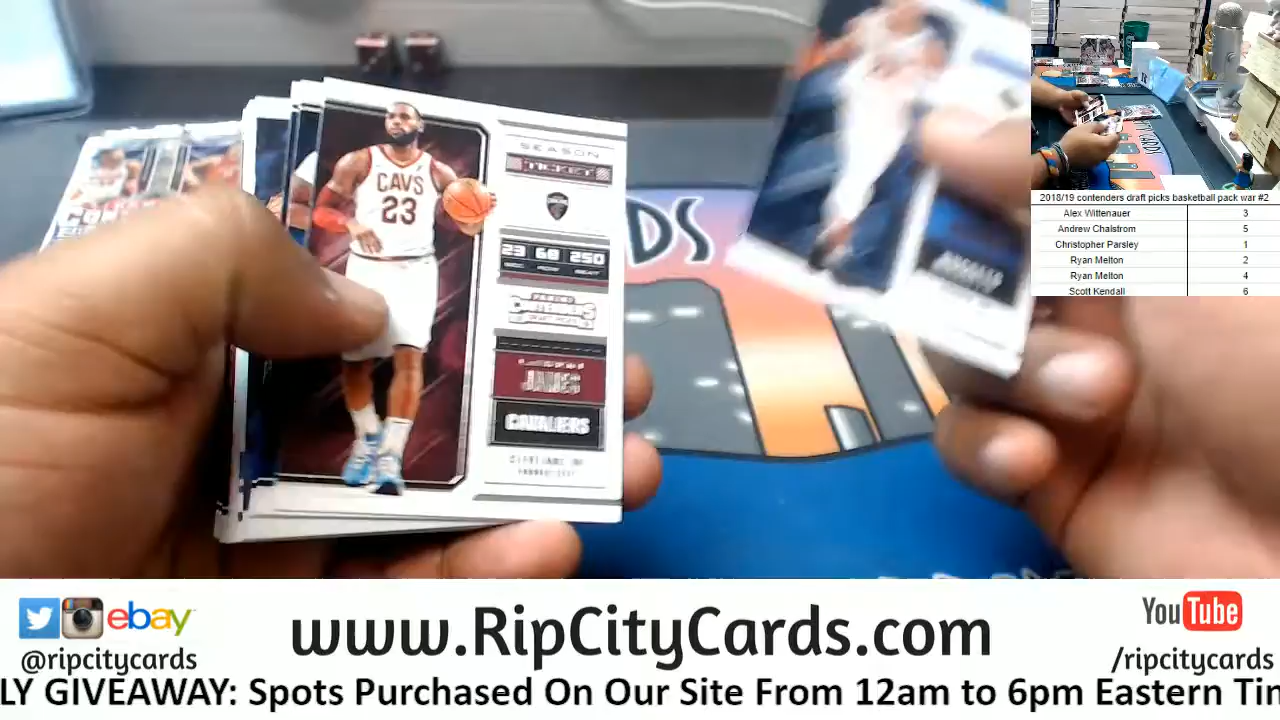 CAVS
23
SEASON
TICKET
23 68 250
JAMES
CAVALIERS
DS
2018/19 contenders draft picks basketball pack war #2
Alex Wittenauer 3
Andrew Chalstrom 5
Christopher Parsley 1
Ryan Melton 2
Ryan Melton 4
Scott Kendall 6
ebay
@ripcitycards
www.RipCityCards.com
YouTube
/ripcitycards
LY GIVEAWAY: Spots Purchased On Our Site From 12am to 6pm Eastern Tin